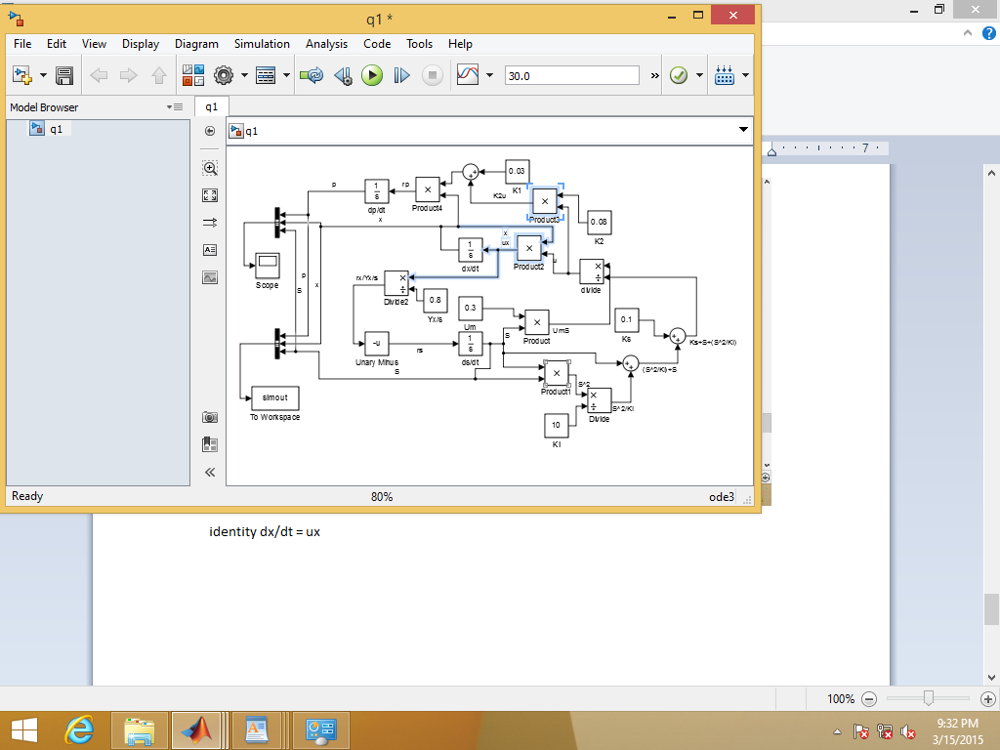 q1 *
File Edit View Display Diagram Simulation Analysis Code Tools Help
30.0
»
Model Browser
q1
q1
q1
7
0.03
K1
p
1
s
dp/dt
rp
Product4
K2u
Product3
0.08
K2
x
x
ux
1
s
dx/dt
Product2
u
divide
Scope
p
S
x
rx/Yx/s
Divide2
0.8
Yx/s
0.3
Um
Product
UmS
0.1
Ks
Ks+S+(S^2/KI)
-u
Unary Minus
rs
1
s
ds/dt
S
S
(S^2/KI)+S
Product1
S^2
Divide
S^2/KI
simout
To Workspace
10
KI
Ready 80% ode3
identity dx/dt = ux
100%
9:32 PM
3/15/2015